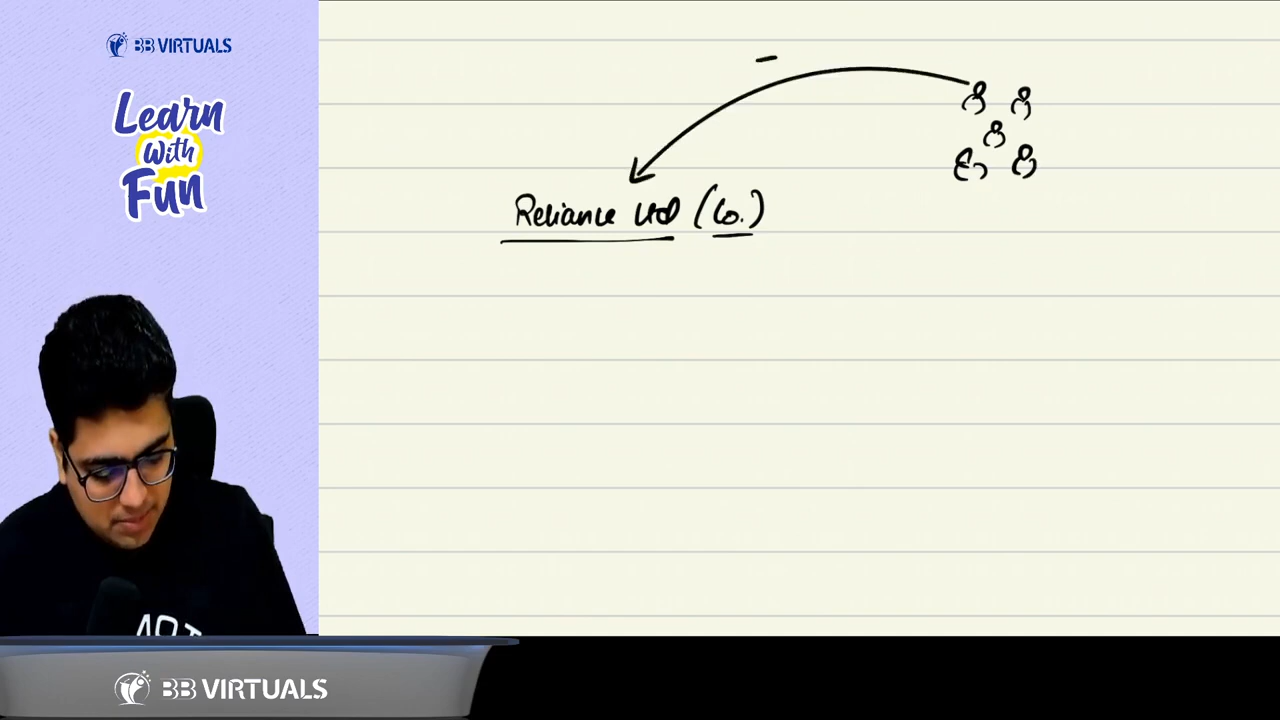 BB VIRTUALS
Learn
With
Fun
Reliance Ltd (Co.)
BB VIRTUALS